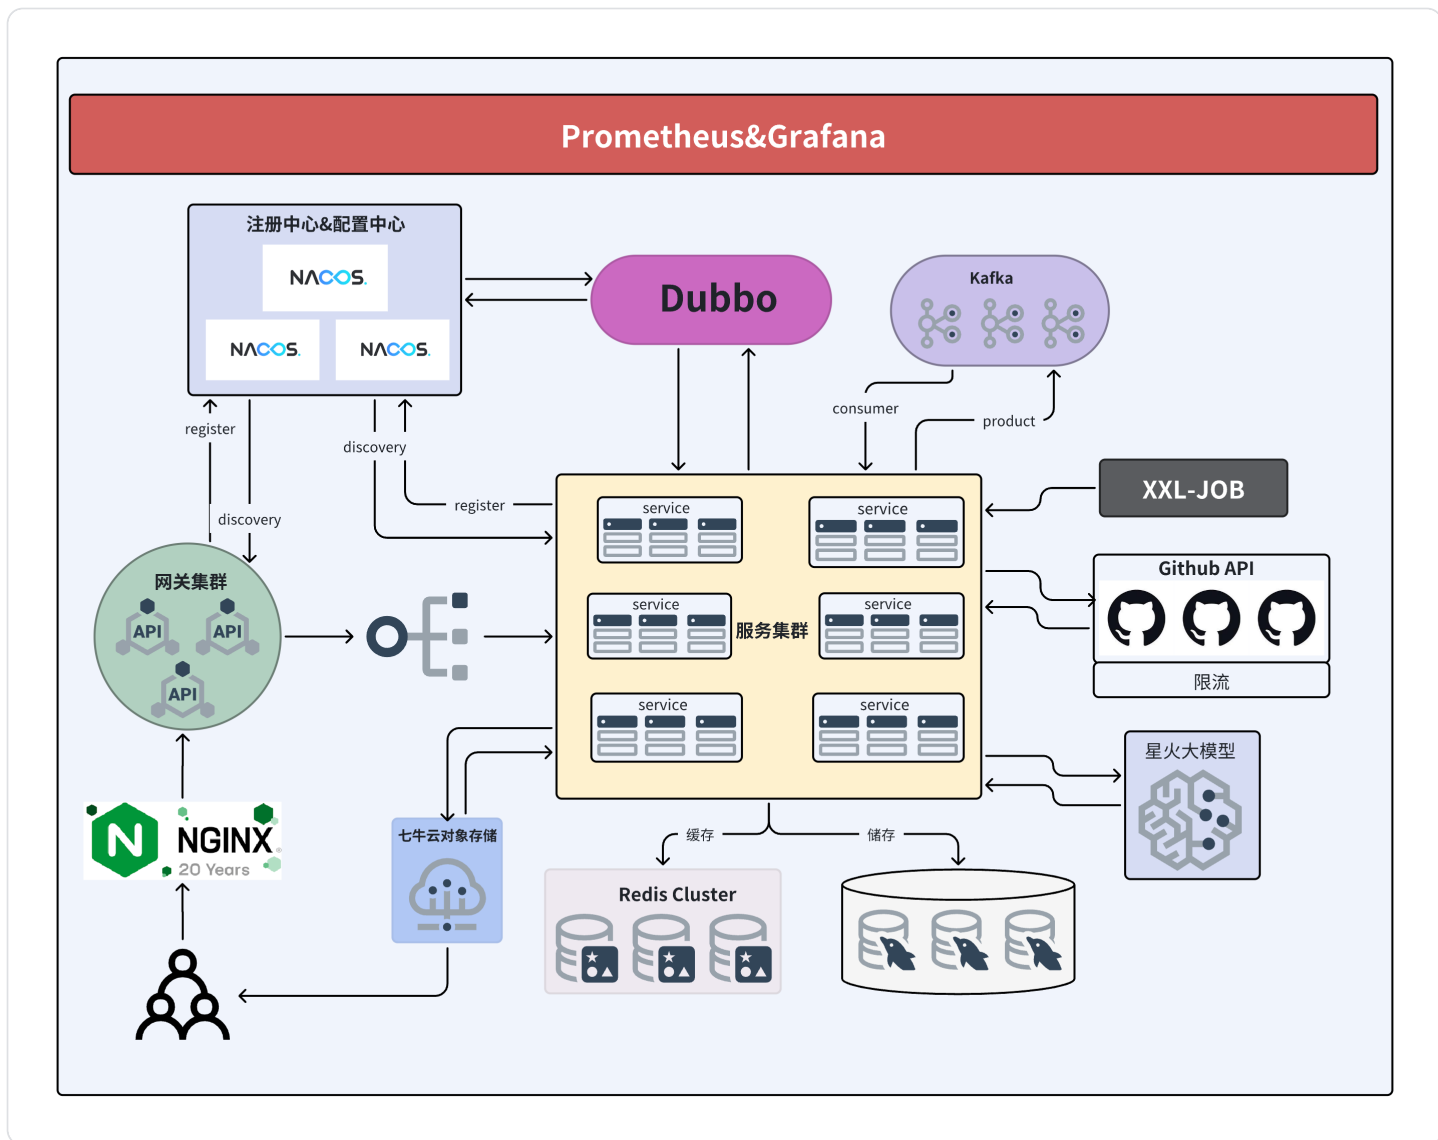 Prometheus&Grafana
注册中心&配置中心
NACOS.
NACOS.
NACOS.
Dubbo
Kafka
register
discovery
discovery
register
consumer
product
XXL-JOB
网关集群
API
API
API
service
service
service
service
服务集群
service
service
Github API
限流
星火大模型
NGINX
20 Years
七牛云对象存储
缓存
储存
Redis Cluster